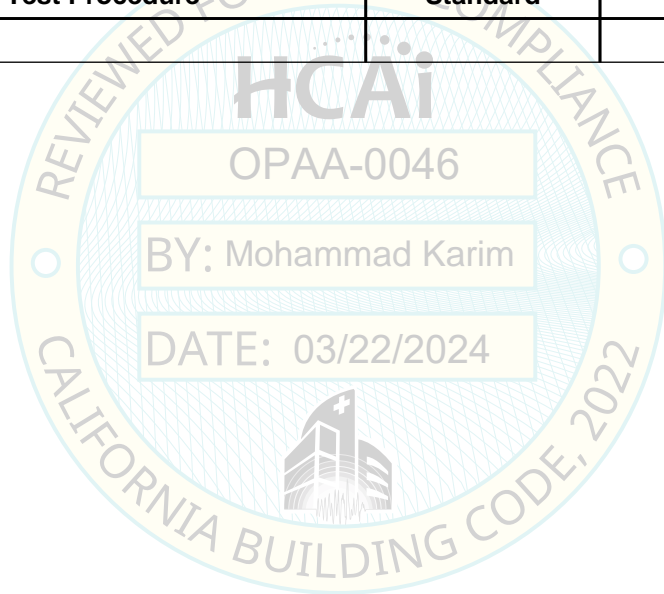 Test Procedure Standard
REVIEWED FOR COMPLIANCE
HCAi
OPAA-0046
BY: Mohammad Karim
DATE: 03/22/2024
CALIFORNIA BUILDING CODE, 2022